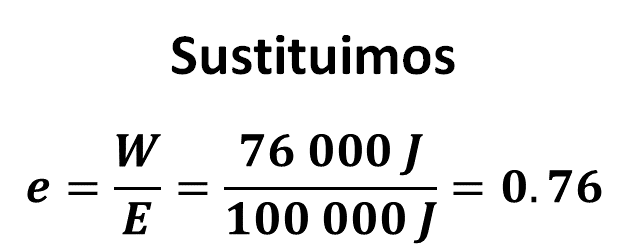 Sustituimos
e = W/E = 76 000 J/100 000 J = 0.76